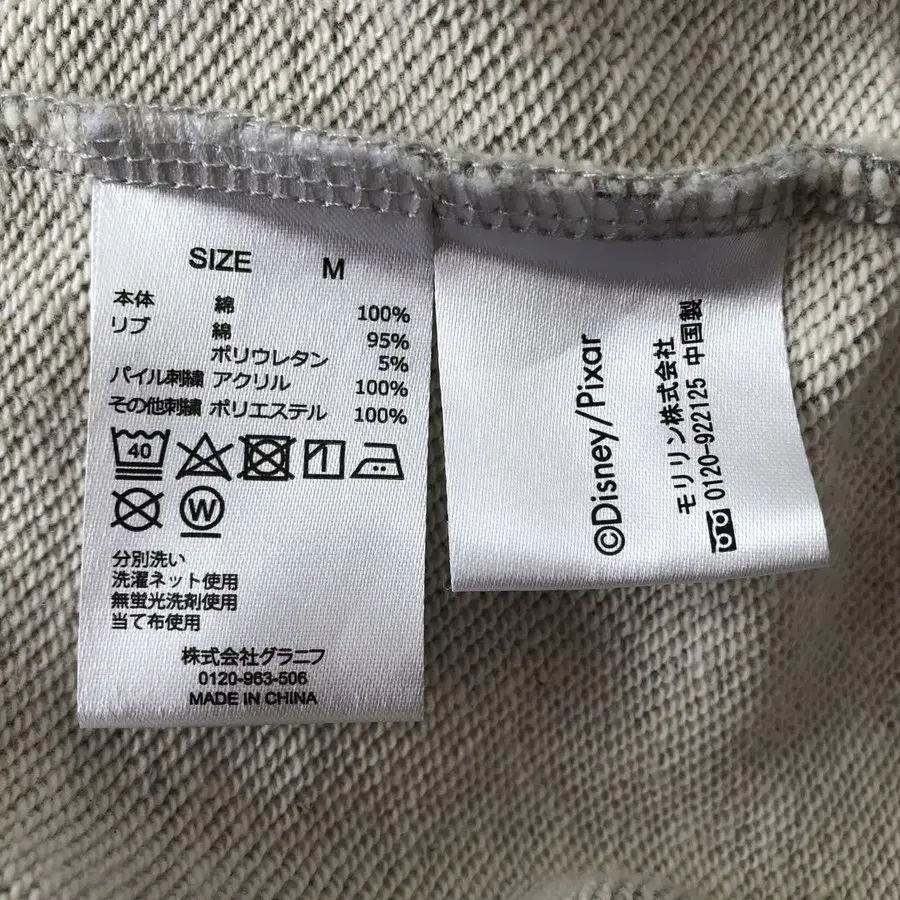 SIZE M
本体 綿 100%
リブ 綿 95%
ポリウレタン 5%
パイル刺繍 アクリル 100%
その他刺繍 ポリエステル 100%
40
W
分別洗い
洗濯ネット使用
無蛍光洗剤使用
当て布使用
株式会社グラニフ
0120-963-506
MADE IN CHINA
©Disney/Pixar
モリリン株式会社
0120-922125 中国製